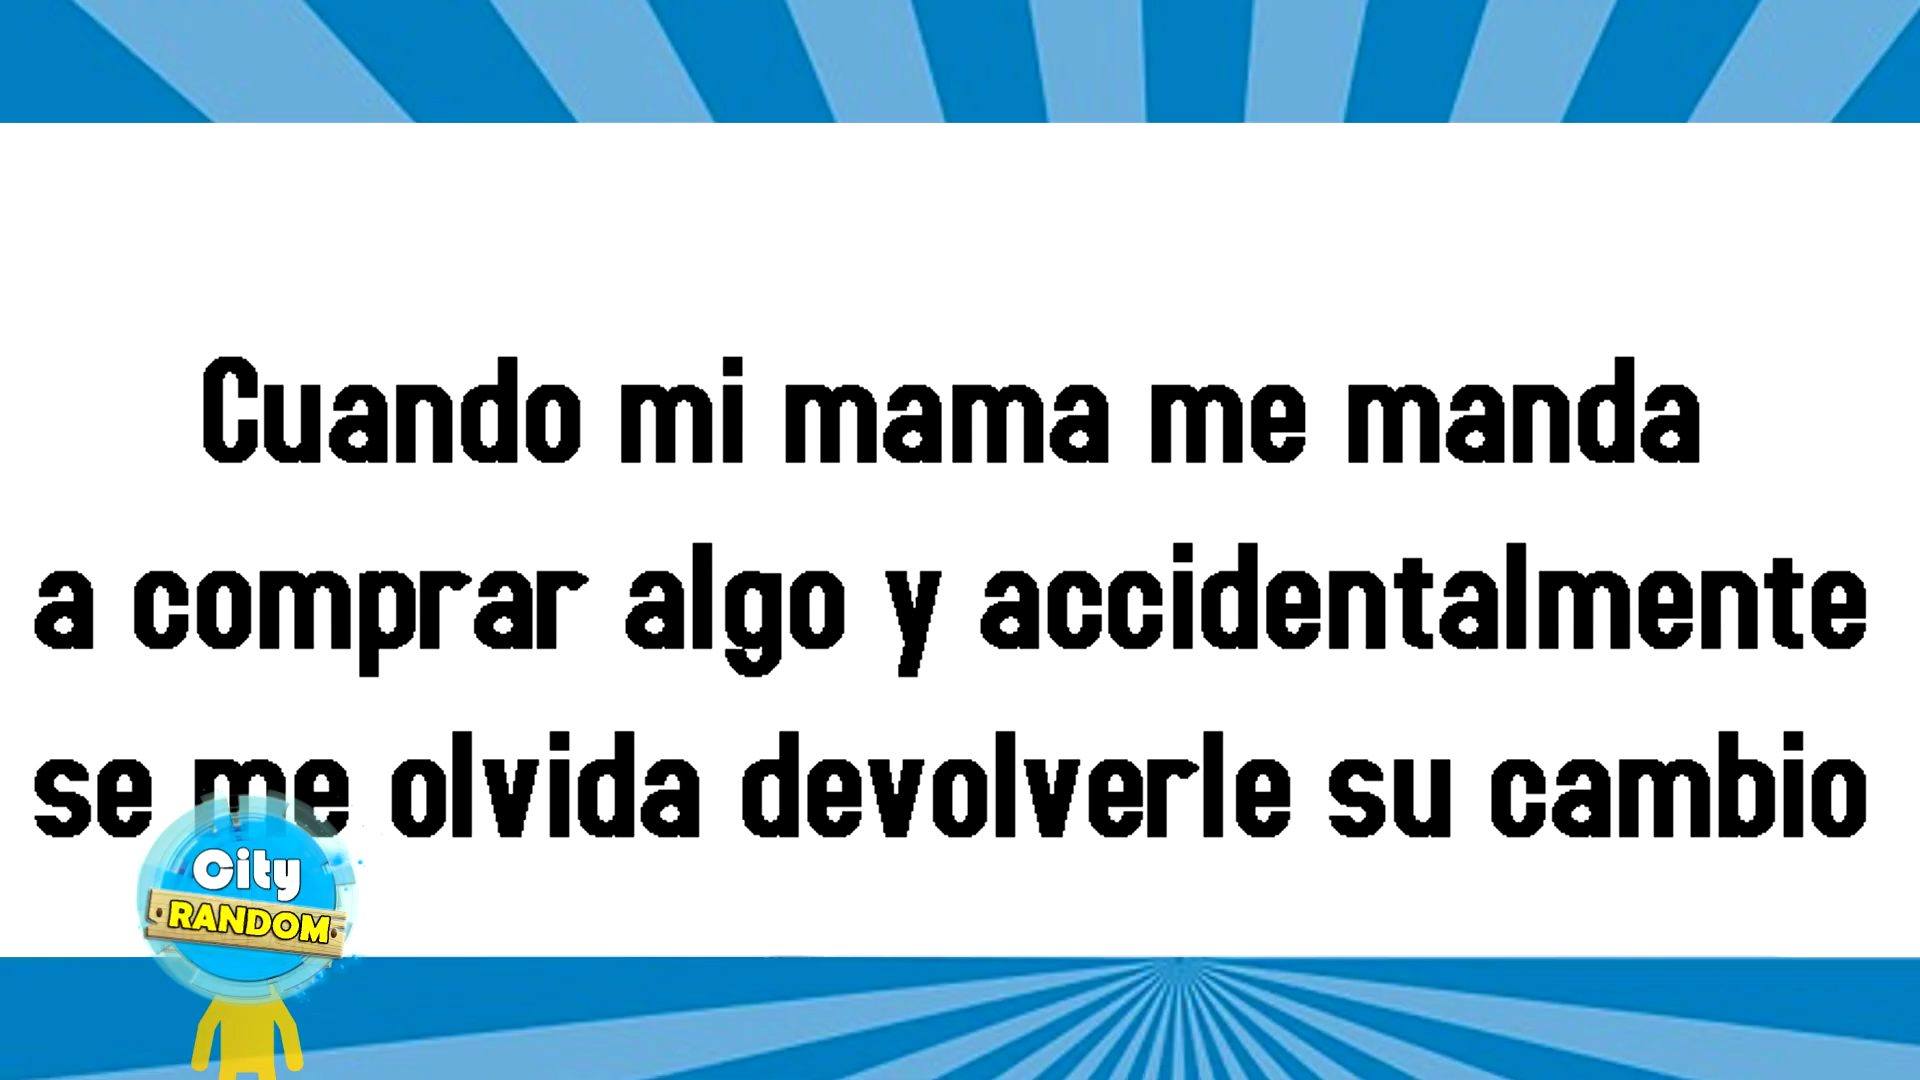 Cuando mi mama me manda
a comprar algo y accidentalmente
se me olvida devolverle su cambio
City
RANDOM